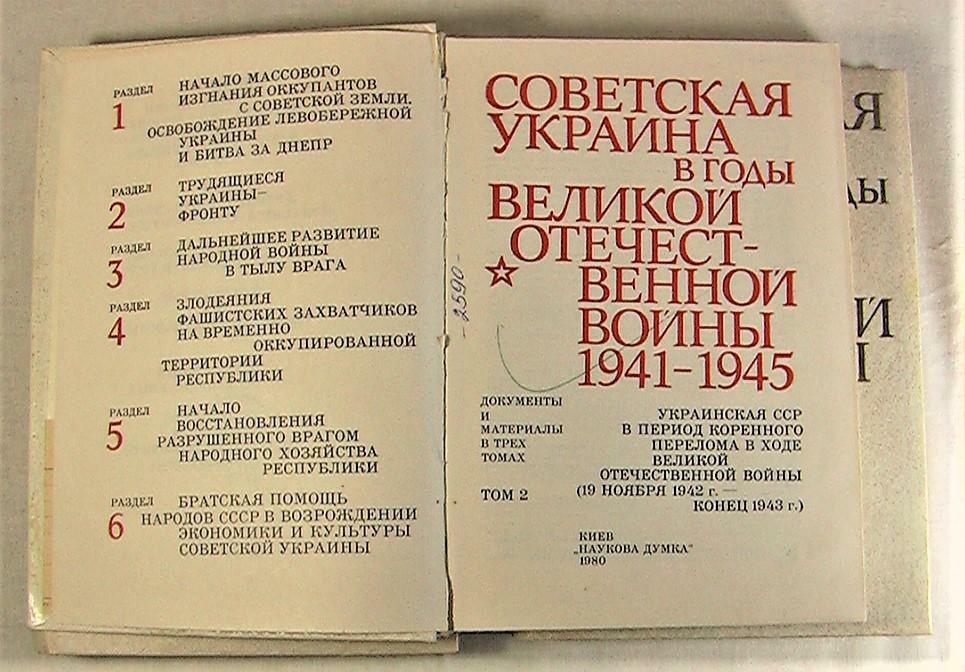 РАЗДЕЛ
1
НАЧАЛО МАССОВОГО
ИЗГНАНИЯ ОККУПАНТОВ
С СОВЕТСКОЙ ЗЕМЛИ.
ОСВОБОЖДЕНИЕ ЛЕВОБЕРЕЖНОЙ
УКРАИНЫ
И БИТВА ЗА ДНЕПР
РАЗДЕЛ
2
ТРУДЯЩИЕСЯ
УКРАИНЫ—
ФРОНТУ
РАЗДЕЛ
3
ДАЛЬНЕЙШЕЕ РАЗВИТИЕ
НАРОДНОЙ ВОЙНЫ
В ТЫЛУ ВРАГА
РАЗДЕЛ
4
ЗЛОДЕЯНИЯ
ФАШИСТСКИХ ЗАХВАТЧИКОВ
НА ВРЕМЕННО
ОККУПИРОВАННОЙ
ТЕРРИТОРИИ
РЕСПУБЛИКИ
РАЗДЕЛ
5
НАЧАЛО
ВОССТАНОВЛЕНИЯ
РАЗРУШЕННОГО ВРАГОМ
НАРОДНОГО ХОЗЯЙСТВА
РЕСПУБЛИКИ
РАЗДЕЛ
6
БРАТСКАЯ ПОМОЩЬ
НАРОДОВ СССР В ВОЗРОЖДЕНИИ
ЭКОНОМИКИ И КУЛЬТУРЫ
СОВЕТСКОЙ УКРАИНЫ
-2590-
СОВЕТСКАЯ
УКРАИНА
В ГОДЫ
ВЕЛИКОЙ
ОТЕЧЕСТ-
ВЕННОЙ
ВОЙНЫ
1941–1945
ДОКУМЕНТЫ
И
МАТЕРИАЛЫ
В ТРЕХ
ТОМАХ
ТОМ 2
УКРАИНСКАЯ ССР
В ПЕРИОД КОРЕННОГО
ПЕРЕЛОМА В ХОДЕ
ВЕЛИКОЙ
ОТЕЧЕСТВЕННОЙ ВОЙНЫ
(19 НОЯБРЯ 1942 г. —
КОНЕЦ 1943 г.)
КИЕВ
„НАУКОВА ДУМКА"
1980